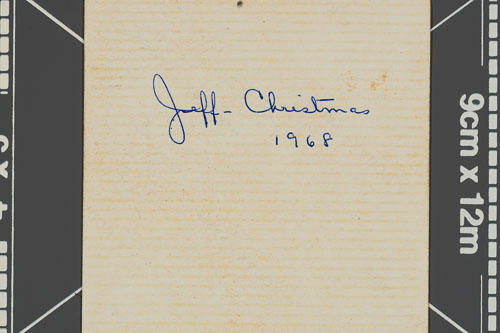 Jeff - Christmas
1968
9cm x 12m